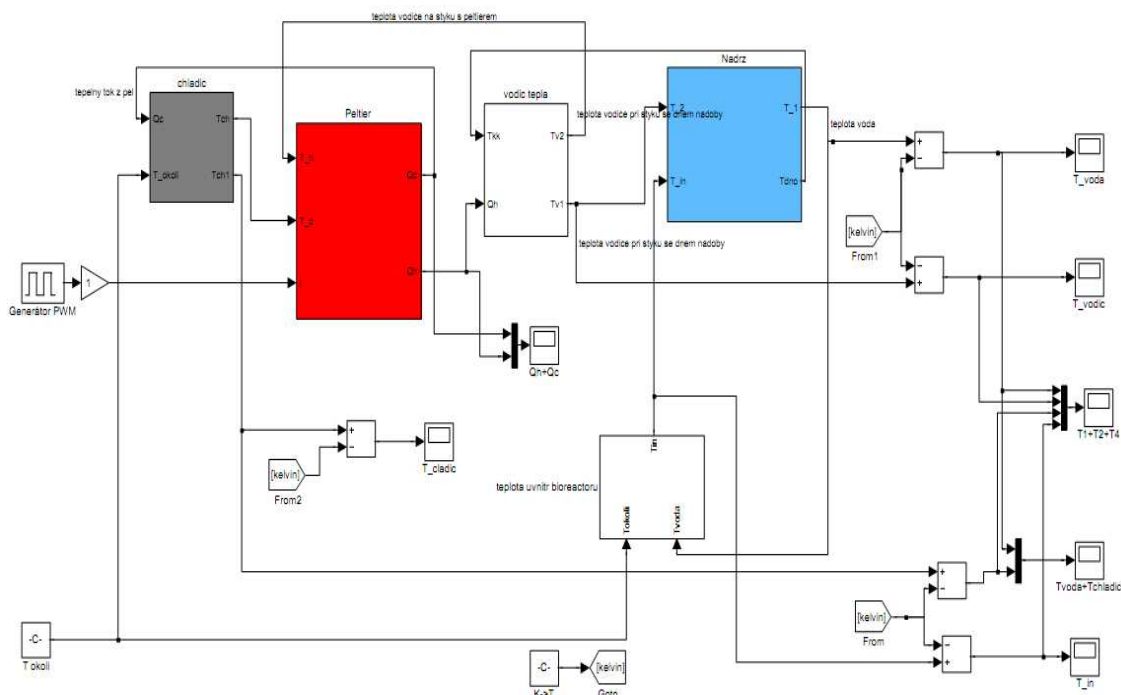 teplota vodice na styku s peltierem
Nadrz
chladic
tepelny tok z pel
Qc
Tch
T_okoli
Tch1
Peltier
T_h
T_c
Qc
Qh
vodic tepla
Tkk
Tv2
Qh
Tv1
teplota vodice pri styku se dnem nadoby
teplota vodice pri styku se dnem nadoby
T_2
T_1
T_in
Tdno
teplota voda
+
−
T_voda
[kelvin]
From1
−
+
T_vodic
1
Generátor PWM
Qh+Qc
T1+T2+T4
+
−
T_cladic
[kelvin]
From2
Tin
teplota uvnitr bioreactoru
Tokoli
Tvoda
+
−
Tvoda+Tchladic
[kelvin]
From
−
+
T_in
-C-
T okoli
-C-
K->T
[kelvin]
Goto